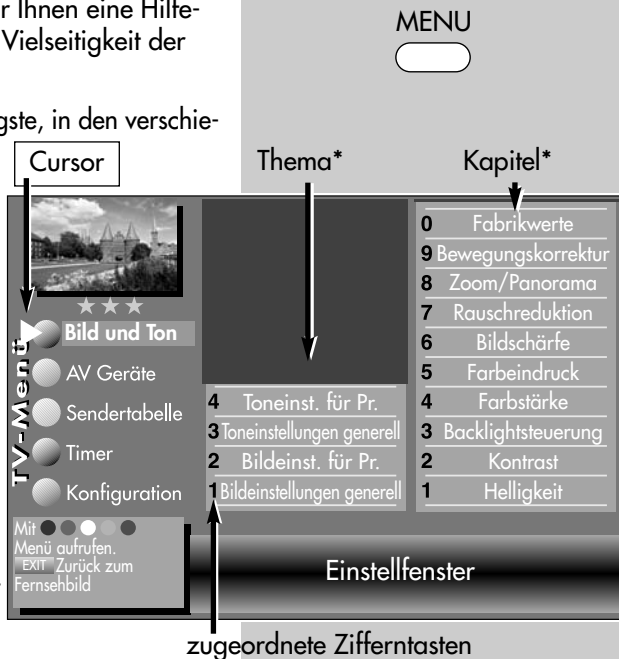 r Ihnen eine Hilfe-
Vielseitigkeit der
gste, in den verschie-
MENU
Cursor
Thema*
Kapitel*
TV-Menü
Bild und Ton
AV Geräte
Sendertabelle
Timer
Konfiguration
Mit
Menü aufrufen.
EXIT Zurück zum
Fernsehbild
4 Toneinst. für Pr.
3 Toneinstellungen generell
2 Bildeinst. für Pr.
1 Bildeinstellungen generell
0 Fabrikwerte
9 Bewegungskorrektur
8 Zoom/Panorama
7 Rauschreduktion
6 Bildschärfe
5 Farbeindruck
4 Farbstärke
3 Backlightsteuerung
2 Kontrast
1 Helligkeit
Einstellfenster
zugeordnete Zifferntasten